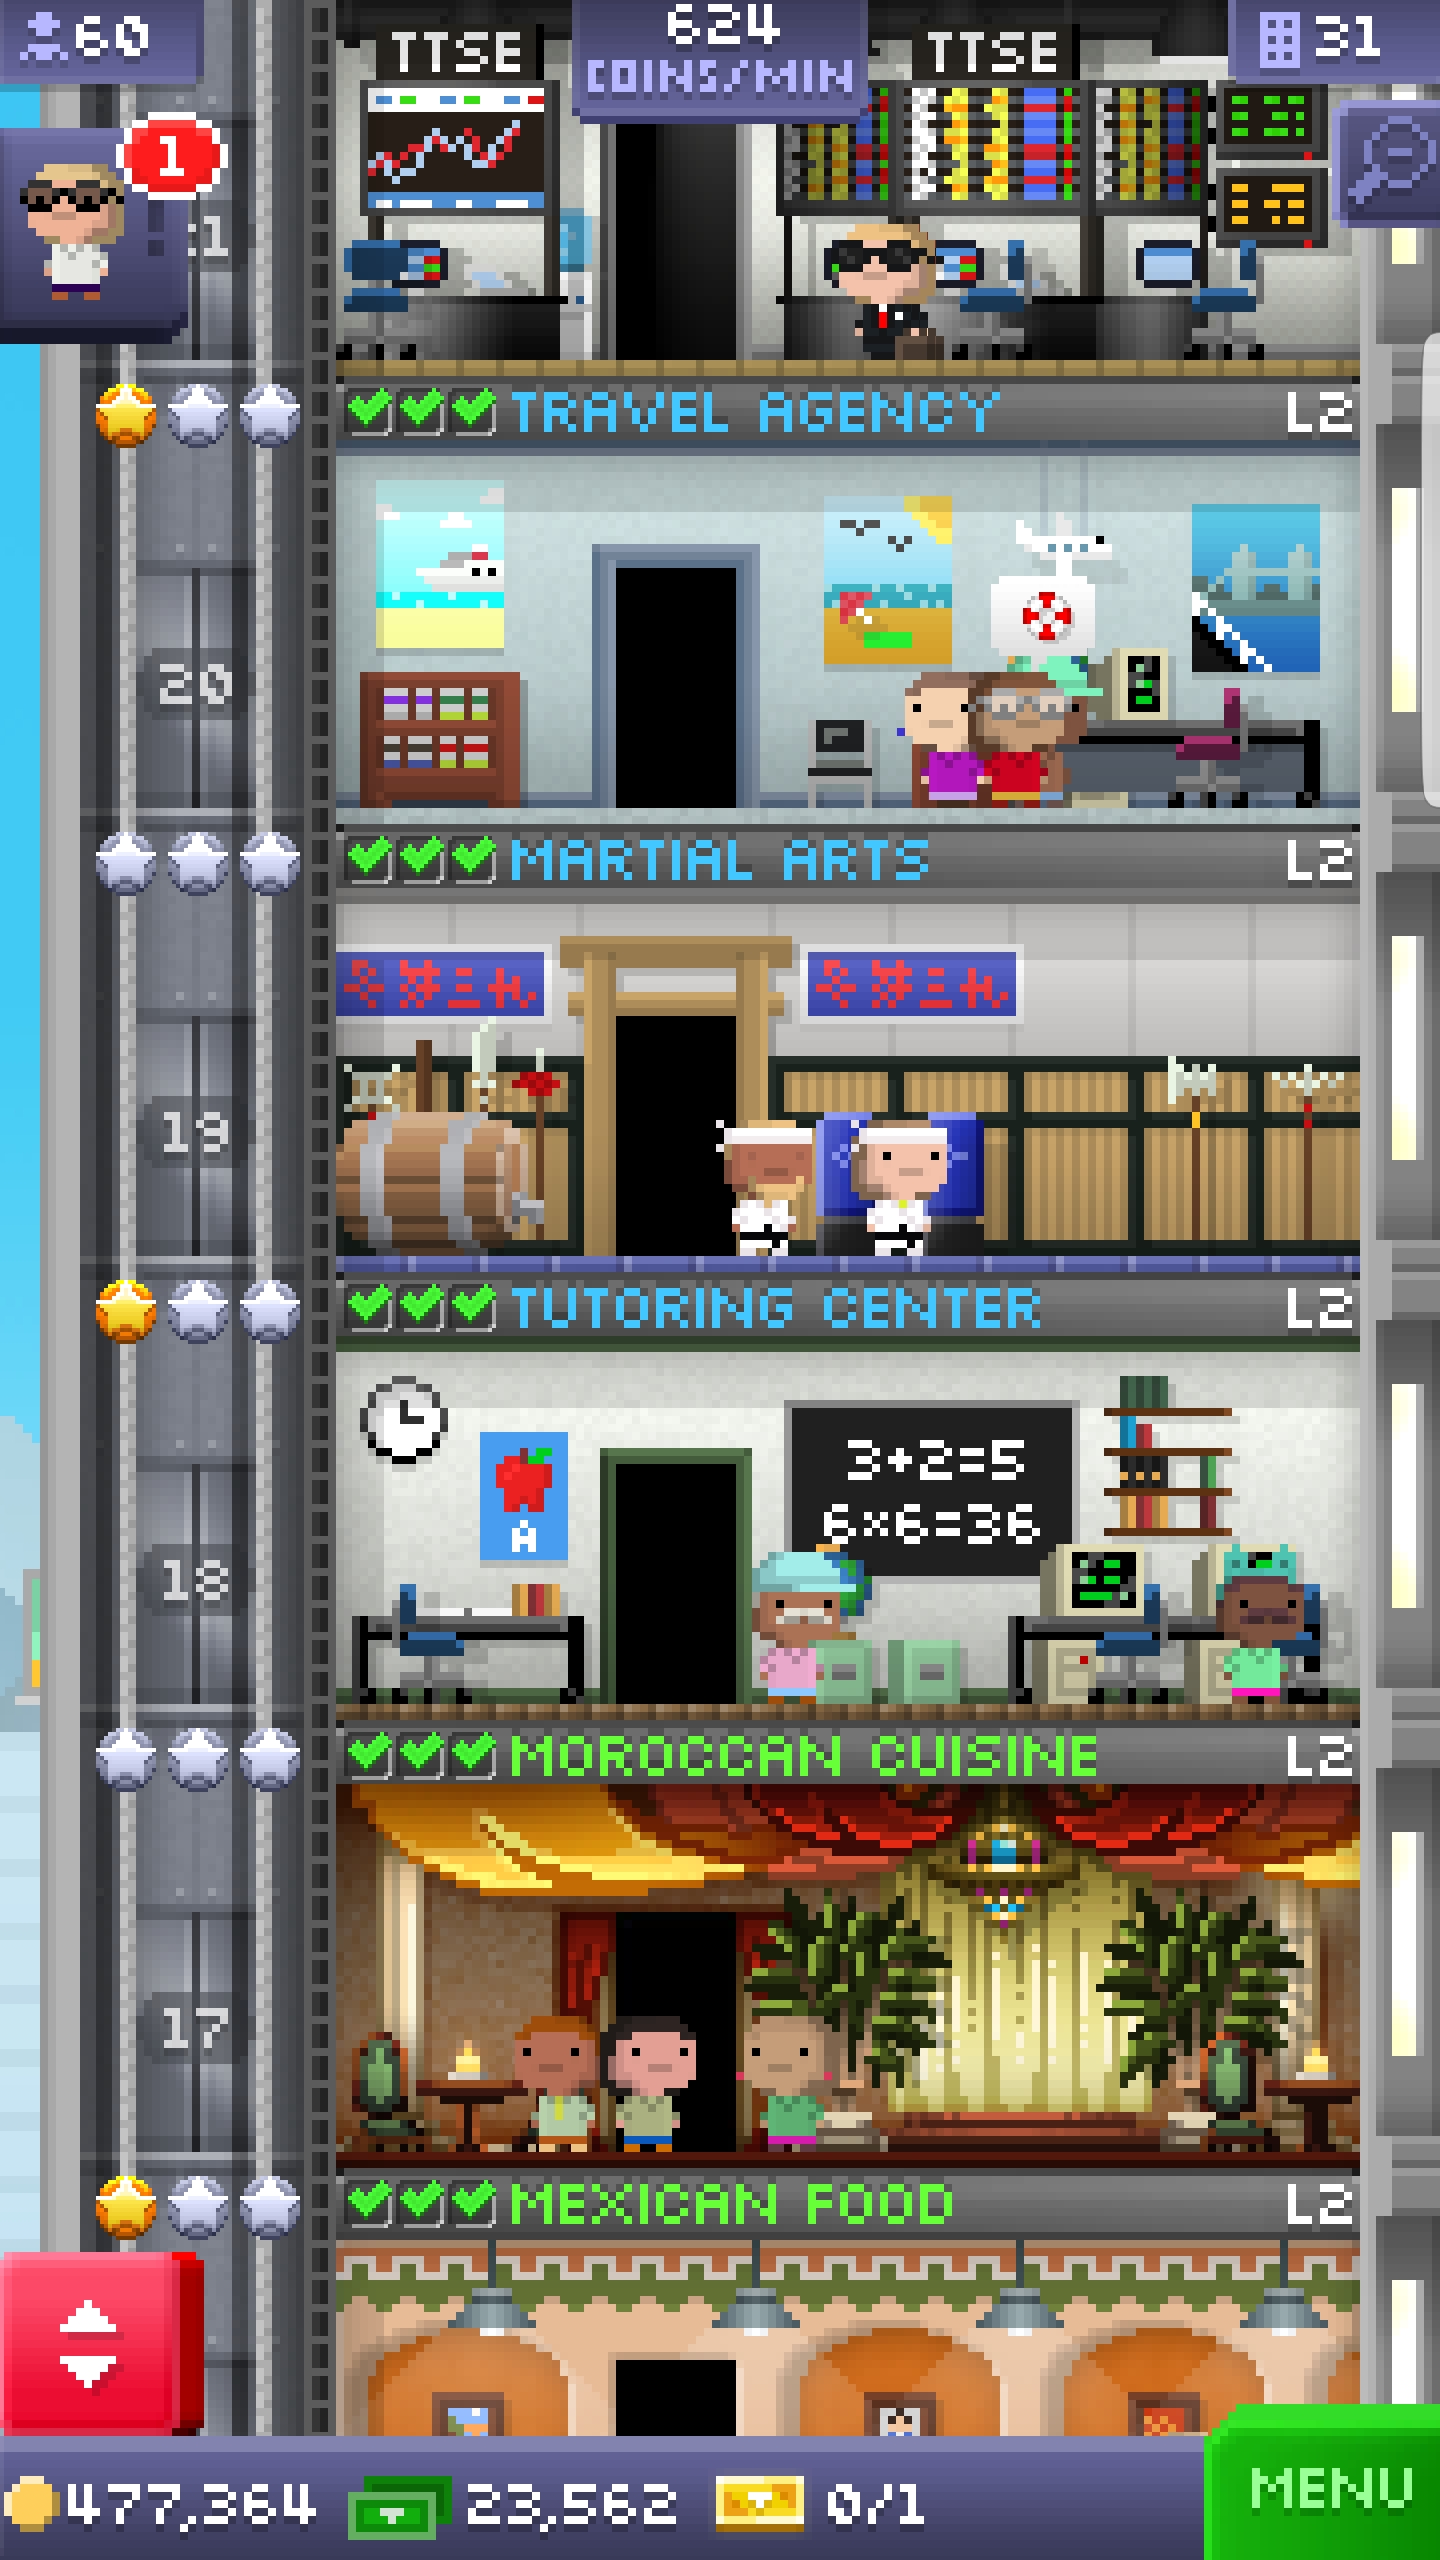 60
624
COINS/MIN
31
TTSE
TTSE
1
TRAVEL AGENCY
L2
20
MARTIAL ARTS
L2
19
TUTORING CENTER
L2
3+2=5
6×6=36
A
18
MOROCCAN CUISINE
L2
17
MEXICAN FOOD
L2
477,364
23,562
0/1
MENU